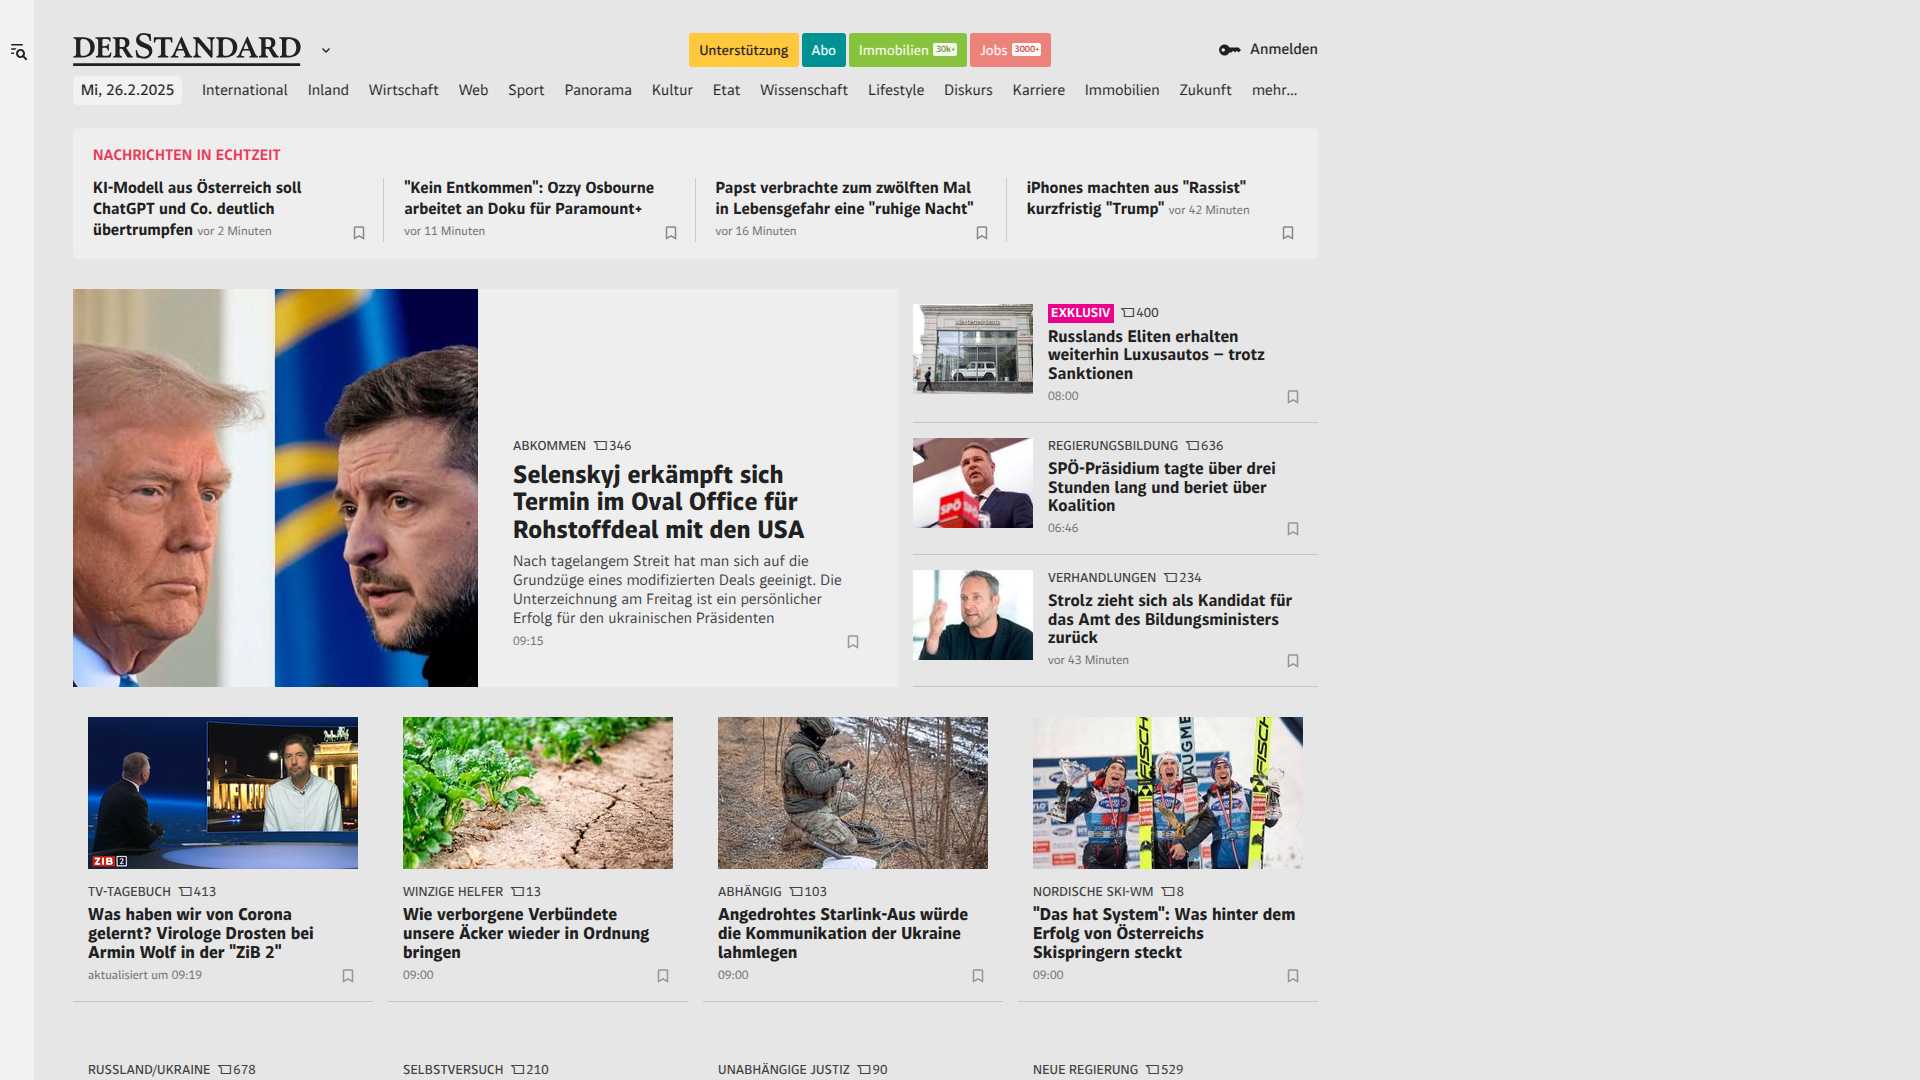 DERSTANDARD
Unterstützung
Abo
Immobilien 30k+
Jobs 3000+
Anmelden
Mi, 26.2.2025
International
Inland
Wirtschaft
Web
Sport
Panorama
Kultur
Etat
Wissenschaft
Lifestyle
Diskurs
Karriere
Immobilien
Zukunft
mehr...
NACHRICHTEN IN ECHTZEIT
KI-Modell aus Österreich soll
ChatGPT und Co. deutlich
übertrumpfen vor 2 Minuten
"Kein Entkommen": Ozzy Osbourne
arbeitet an Doku für Paramount+
vor 11 Minuten
Papst verbrachte zum zwölften Mal
in Lebensgefahr eine "ruhige Nacht"
vor 16 Minuten
iPhones machten aus "Rassist"
kurzfristig "Trump" vor 42 Minuten
ABKOMMEN 346
Selenskyj erkämpft sich
Termin im Oval Office für
Rohstoffdeal mit den USA
Nach tagelangem Streit hat man sich auf die
Grundzüge eines modifizierten Deals geeinigt. Die
Unterzeichnung am Freitag ist ein persönlicher
Erfolg für den ukrainischen Präsidenten
09:15
EXKLUSIV 400
Russlands Eliten erhalten
weiterhin Luxusautos – trotz
Sanktionen
08:00
SPÖ
REGIERUNGSBILDUNG 636
SPÖ-Präsidium tagte über drei
Stunden lang und beriet über
Koalition
06:46
VERHANDLUNGEN 234
Strolz zieht sich als Kandidat für
das Amt des Bildungsministers
zurück
vor 43 Minuten
ZIB 2
TV-TAGEBUCH 413
Was haben wir von Corona
gelernt? Virologe Drosten bei
Armin Wolf in der "ZiB 2"
aktualisiert um 09:19
WINZIGE HELFER 13
Wie verborgene Verbündete
unsere Äcker wieder in Ordnung
bringen
09:00
ABHÄNGIG 103
Angedrohtes Starlink-Aus würde
die Kommunikation der Ukraine
lahmlegen
09:00
FISCHER
AUGME
FISCH
NORDISCHE SKI-WM 8
"Das hat System": Was hinter dem
Erfolg von Österreichs
Skispringern steckt
09:00
RUSSLAND/UKRAINE 678
SELBSTVERSUCH 210
UNABHÄNGIGE JUSTIZ 90
NEUE REGIERUNG 529